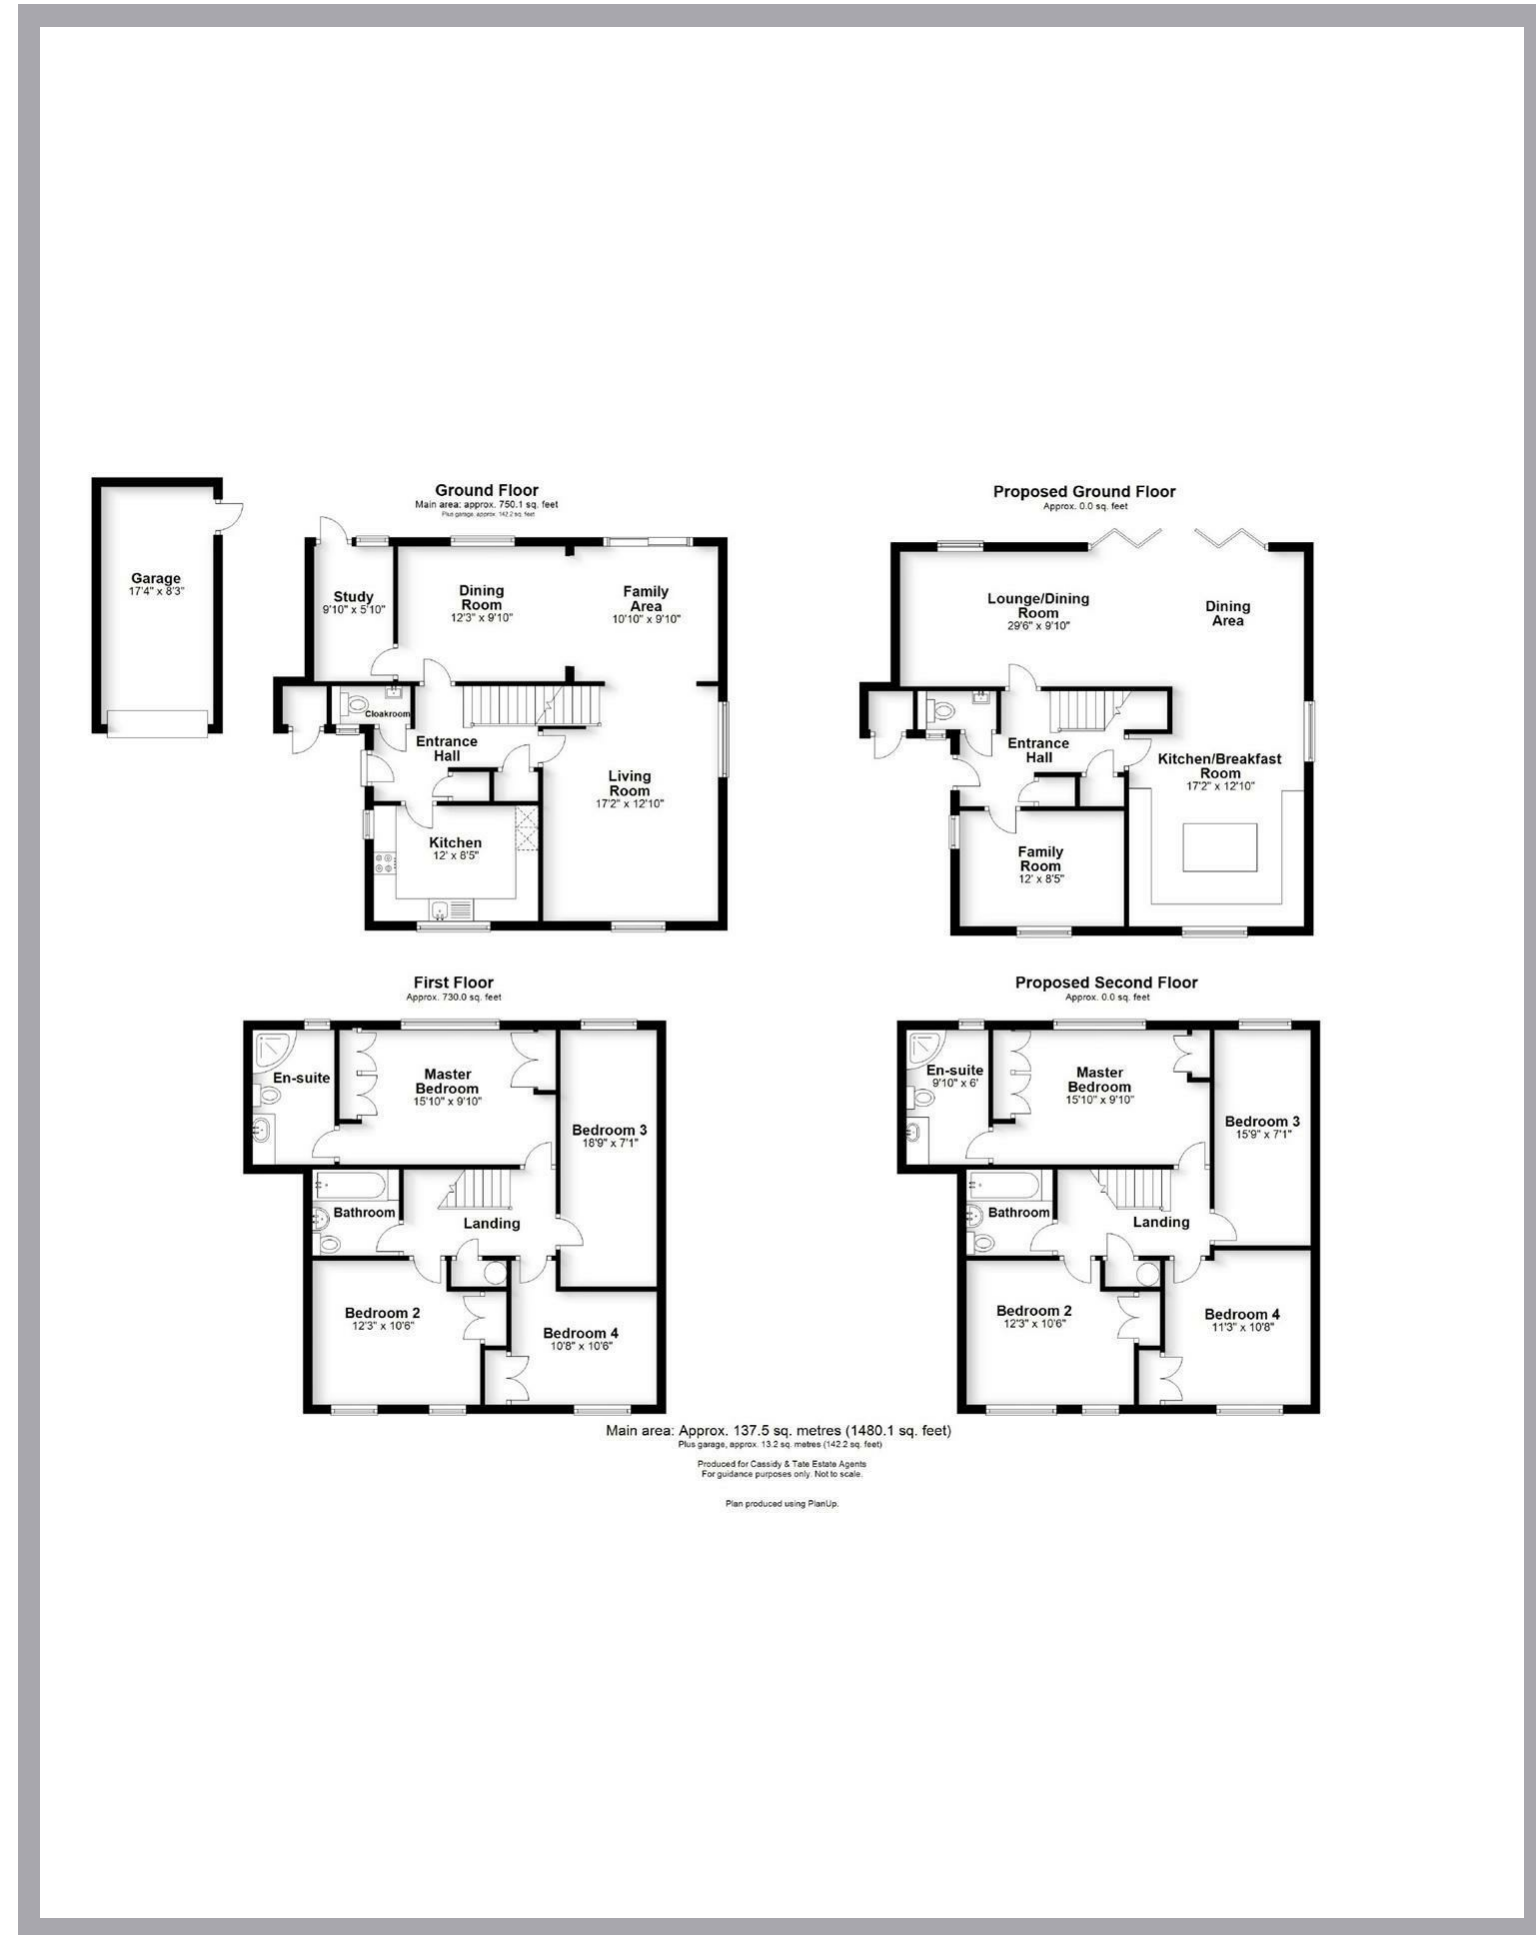 Ground Floor
Main area: approx. 750.1 sq. feet
Plus garage, approx. 142.2 sq. feet
Garage
17'4" x 8'3"
Study
9'10" x 5'10"
Dining
Room
12'3" x 9'10"
Family
Area
10'10" x 9'10"
Cloakroom
Entrance
Hall
Living
Room
17'2" x 12'10"
Kitchen
12' x 8'5"
Proposed Ground Floor
Approx. 0.0 sq. feet
Lounge/Dining
Room
29'6" x 9'10"
Dining
Area
Entrance
Hall
Kitchen/Breakfast
Room
17'2" x 12'10"
Family
Room
12' x 8'5"
First Floor
Approx. 730.0 sq. feet
En-suite
Master
Bedroom
15'10" x 9'10"
Bedroom 3
18'9" x 7'1"
Bathroom
Landing
Bedroom 2
12'3" x 10'6"
Bedroom 4
10'8" x 10'6"
Proposed Second Floor
Approx. 0.0 sq. feet
En-suite
9'10" x 6'
Master
Bedroom
15'10" x 9'10"
Bedroom 3
15'9" x 7'1"
Bathroom
Landing
Bedroom 2
12'3" x 10'6"
Bedroom 4
11'3" x 10'8"
Main area: Approx. 137.5 sq. metres (1480.1 sq. feet)
Plus garage, approx. 13.2 sq. metres (142.2 sq. feet)
Produced for Cassidy & Tate Estate Agents
For guidance purposes only. Not to scale.
Plan produced using PlanUp.